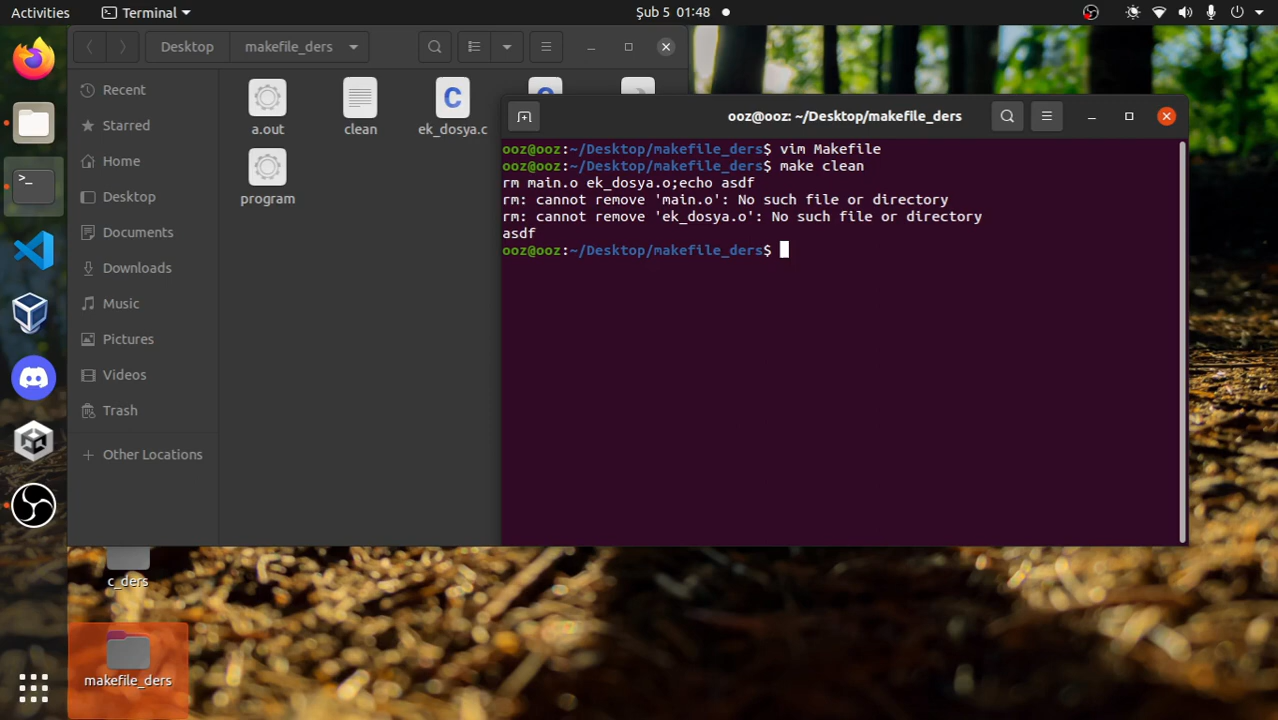 Activities
Terminal
Şub 5 01:48
Desktop
makefile_ders
Recent
Starred
Home
Desktop
Documents
Downloads
Music
Pictures
Videos
Trash
Other Locations
a.out
clean
ek_dosya.c
program
ooz@ooz: ~/Desktop/makefile_ders
ooz@ooz:~/Desktop/makefile_ders$ vim Makefile
ooz@ooz:~/Desktop/makefile_ders$ make clean
rm main.o ek_dosya.o;echo asdf
rm: cannot remove 'main.o': No such file or directory
rm: cannot remove 'ek_dosya.o': No such file or directory
asdf
ooz@ooz:~/Desktop/makefile_ders$
c_ders
makefile_ders